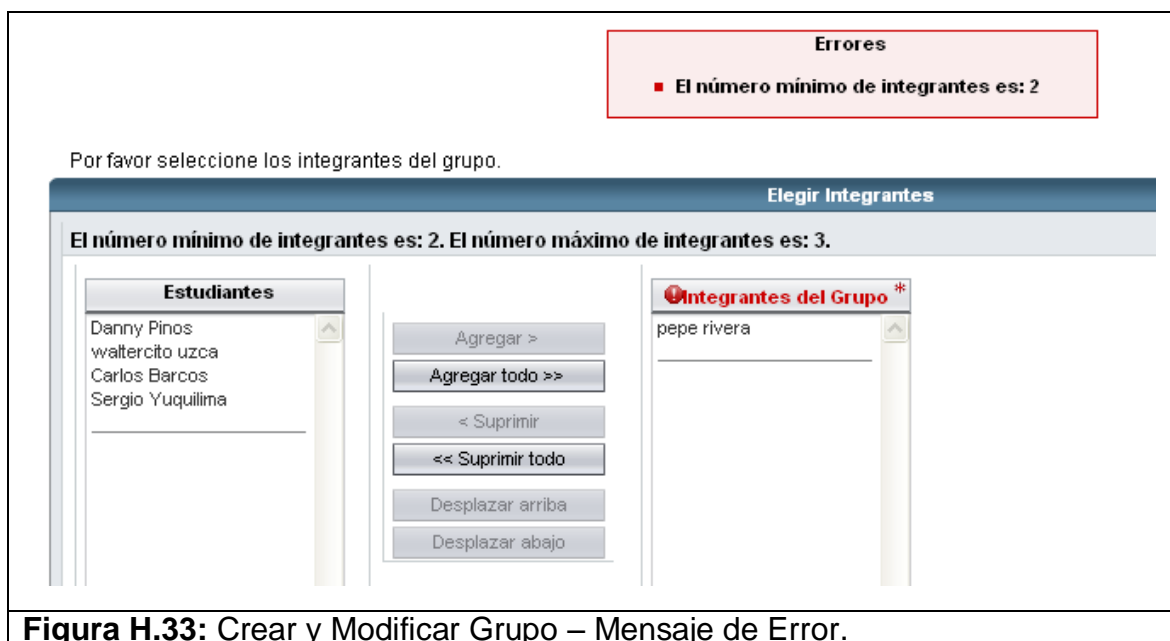 Errores
El número mínimo de integrantes es: 2
Por favor seleccione los integrantes del grupo.
Elegir Integrantes
El número mínimo de integrantes es: 2. El número máximo de integrantes es: 3.
Estudiantes
Danny Pinos
waltercito uzca
Carlos Barcos
Sergio Yuquilima
Agregar >
Agregar todo >>
< Suprimir
<< Suprimir todo
Desplazar arriba
Desplazar abajo
Integrantes del Grupo *
pepe rivera
Figura H.33: Crear y Modificar Grupo – Mensaje de Error.